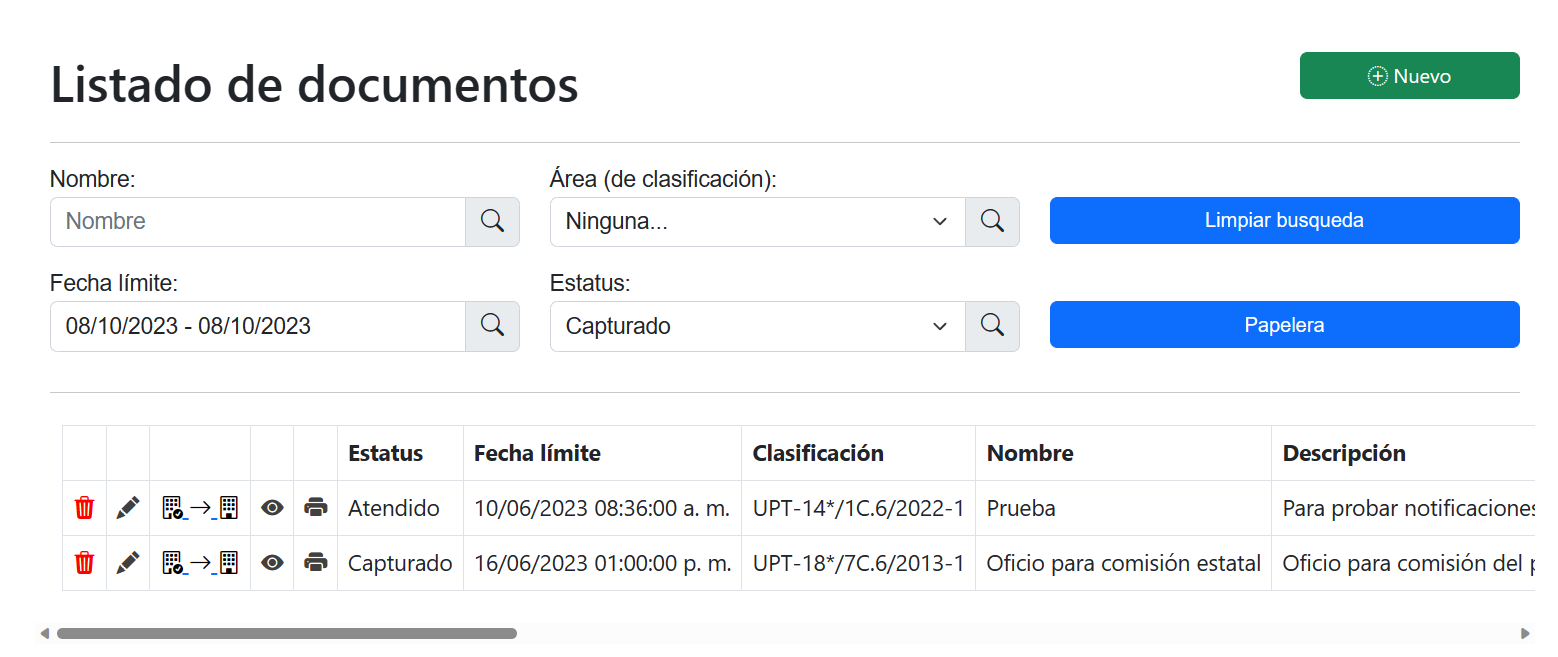 Listado de documentos
Nuevo
Nombre:
Área (de clasificación):
Nombre
Ninguna...
Limpiar busqueda
Fecha límite:
Estatus:
08/10/2023 - 08/10/2023
Capturado
Papelera
Estatus Fecha límite Clasificación Nombre Descripción
Atendido 10/06/2023 08:36:00 a. m. UPT-14*/1C.6/2022-1 Prueba Para probar notificaciones
Capturado 16/06/2023 01:00:00 p. m. UPT-18*/7C.6/2013-1 Oficio para comisión estatal Oficio para comisión del